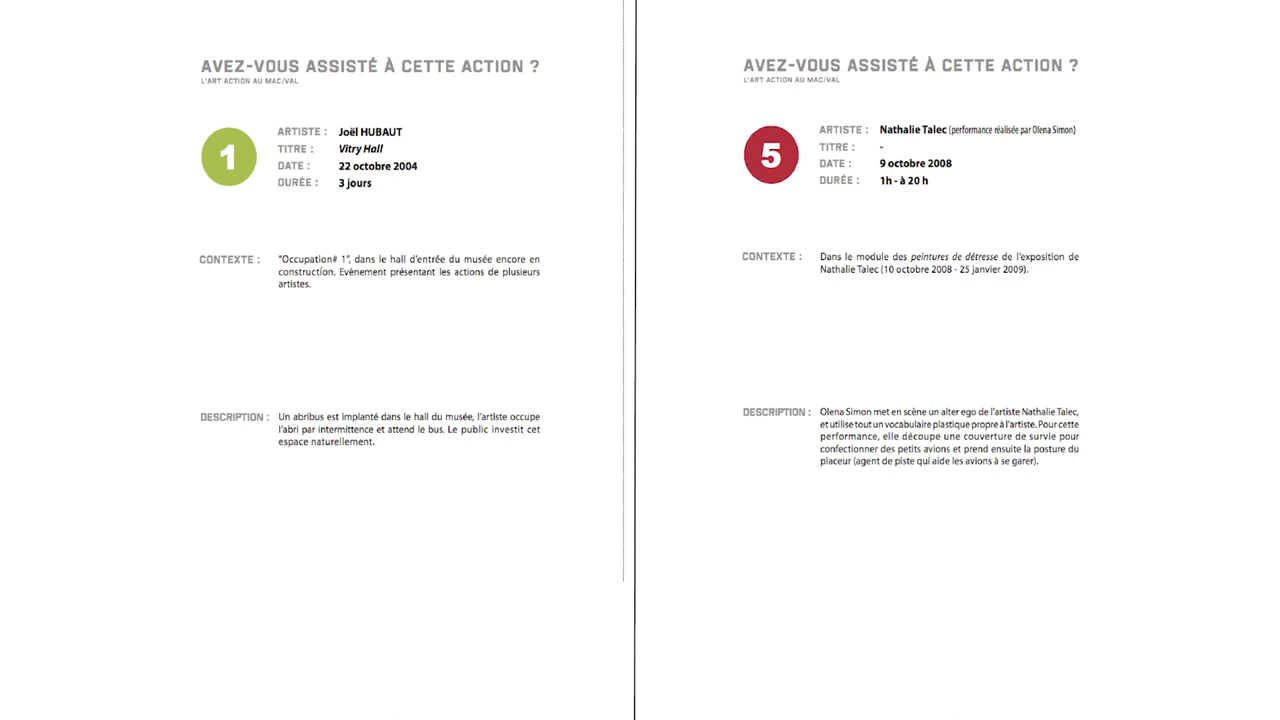 AVEZ-VOUS ASSISTÉ À CETTE ACTION ?
L'ART ACTION AU MAC/VAL
1
ARTISTE : Joël HUBAUT
TITRE : Vitry Hall
DATE : 22 octobre 2004
DURÉE : 3 jours
CONTEXTE : "Occupation# 1", dans le hall d'entrée du musée encore en
construction. Evènement présentant les actions de plusieurs
artistes.
DESCRIPTION : Un abribus est implanté dans le hall du musée, l'artiste occupe
l'abri par intermittence et attend le bus. Le public investit cet
espace naturellement.
AVEZ-VOUS ASSISTÉ À CETTE ACTION ?
L'ART ACTION AU MAC/VAL
5
ARTISTE : Nathalie Talec (performance réalisée par Olena Simon)
TITRE : -
DATE : 9 octobre 2008
DURÉE : 1h - à 20 h
CONTEXTE : Dans le module des peintures de détresse de l'exposition de
Nathalie Talec (10 octobre 2008 - 25 janvier 2009).
DESCRIPTION : Olena Simon met en scène un alter ego de l'artiste Nathalie Talec,
et utilise tout un vocabulaire plastique propre à l'artiste. Pour cette
performance, elle découpe une couverture de survie pour
confectionner des petits avions et prend ensuite la posture du
placeur (agent de piste qui aide les avions à se garer).